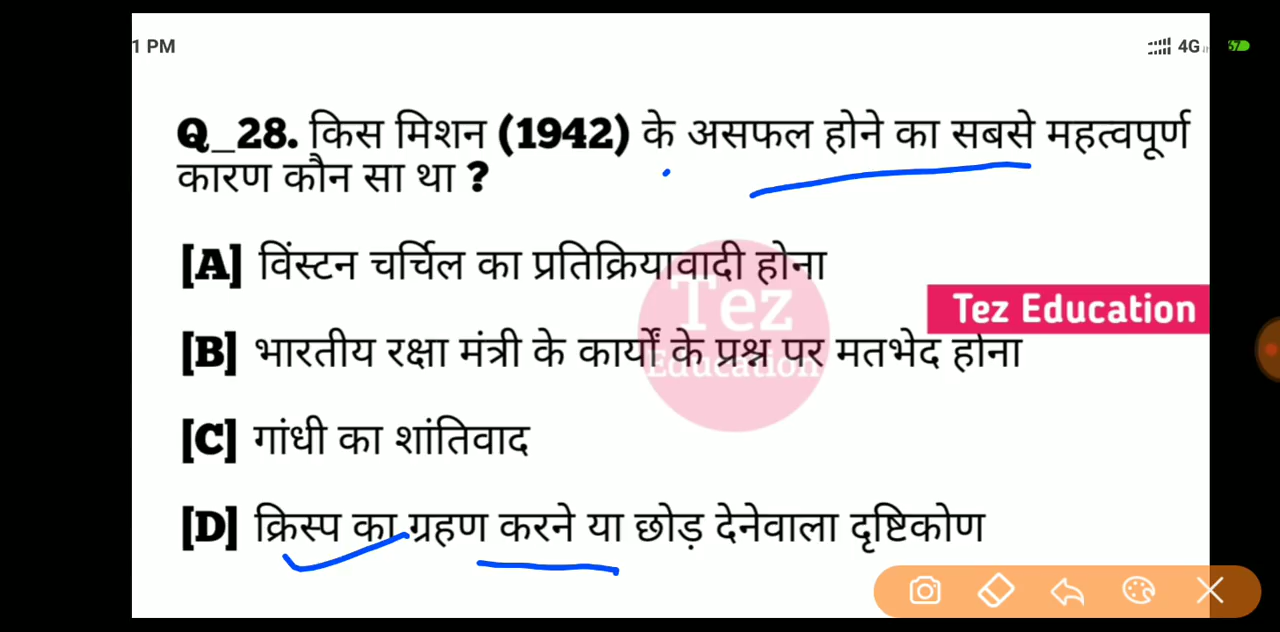 1 PM
4G
67
Q_28. किस मिशन (1942) के असफल होने का सबसे महत्वपूर्ण
कारण कौन सा था ?
[A] विंस्टन चर्चिल का प्रतिक्रियावादी होना
Tez Education
Tez Education
[B] भारतीय रक्षा मंत्री के कार्यों के प्रश्न पर मतभेद होना
[C] गांधी का शांतिवाद
[D] क्रिस्प का ग्रहण करने या छोड़ देनेवाला दृष्टिकोण